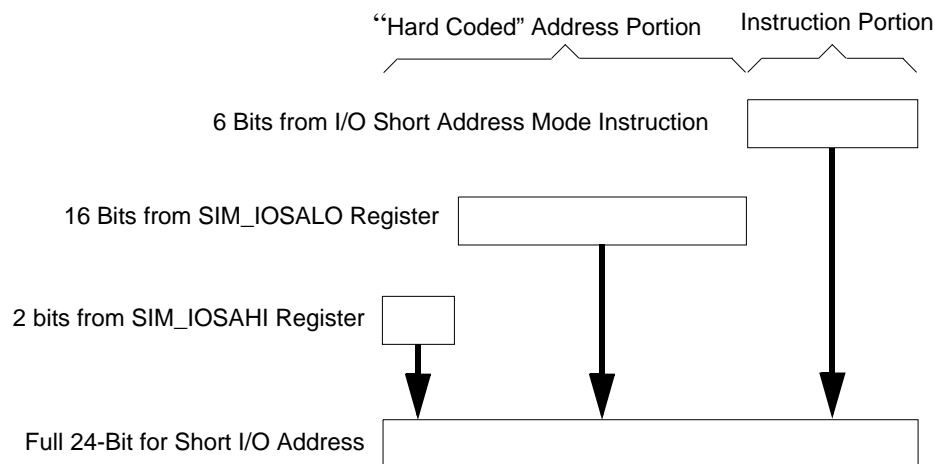 “Hard Coded” Address Portion
Instruction Portion
6 Bits from I/O Short Address Mode Instruction
16 Bits from SIM_IOSALO Register
2 bits from SIM_IOSAHI Register
Full 24-Bit for Short I/O Address